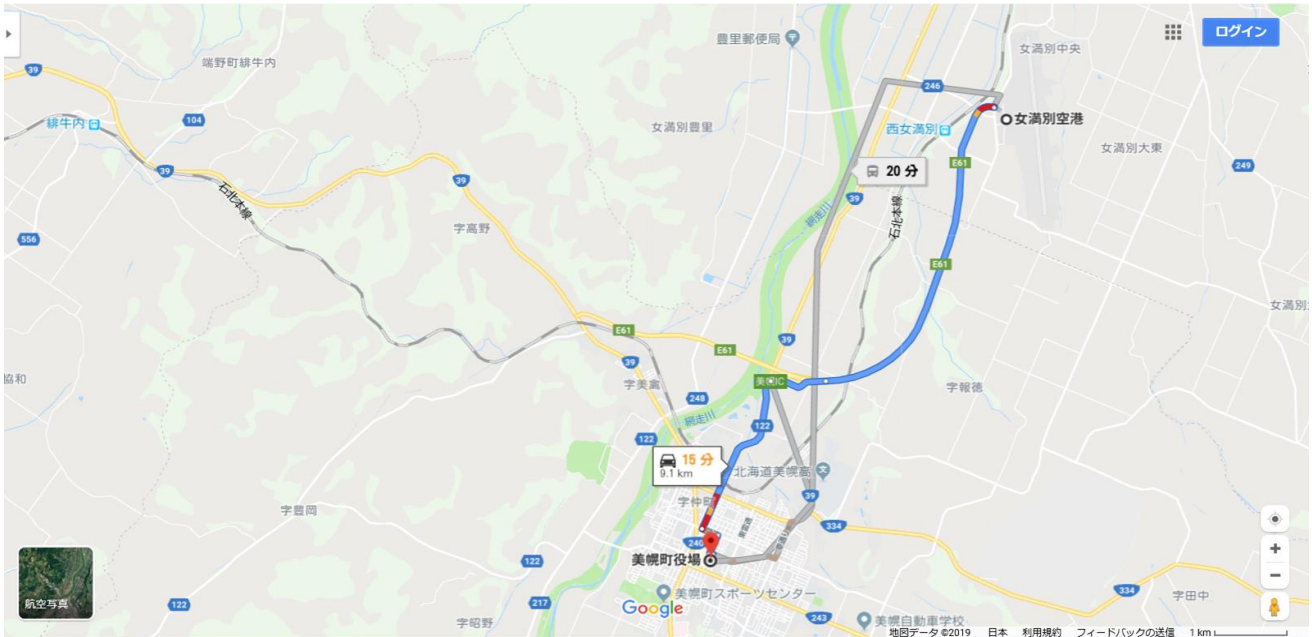 豊里郵便局
ログイン
女満別中央
端野町緋牛内
39
246
緋牛内
104
女満別豊里
西女満別
女満別空港
女満別大東
39
E61
20 分
249
石北本線
39
39
網走川
石北本線
556
字高野
E61
女満別
E61
E61
39
39
協和
字美禽
美幌IC
字報徳
248
網走川
122
122
15 分
9.1 km
北海道美幌高
字仲町
39
字豊岡
334
240
美幌町役場
122
航空写真
122
217
美幌町スポーツセンター
334
字田中
Google
字昭野
243
美幌自動車学校
地図データ ©2019 日本 利用規約 フィードバックの送信 1 km